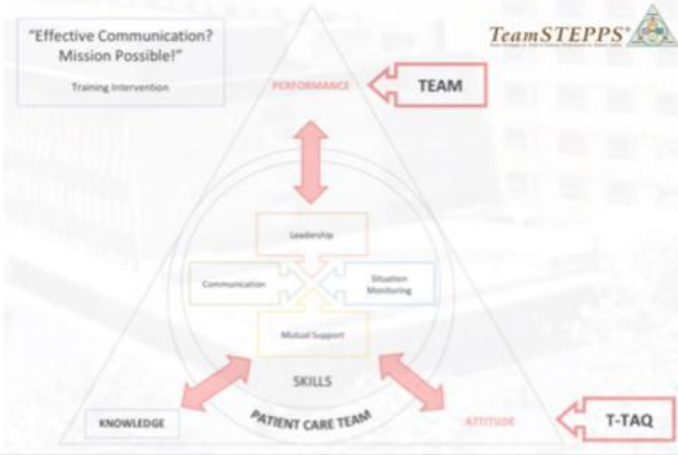 "Effective Communication?
Mission Possible!"
Training Intervention
TeamSTEPPS®
PERFORMANCE
TEAM
Leadership
Communication
Situation
Monitoring
Mutual Support
SKILLS
PATIENT CARE TEAM
KNOWLEDGE
ATTITUDE
T-TAQ